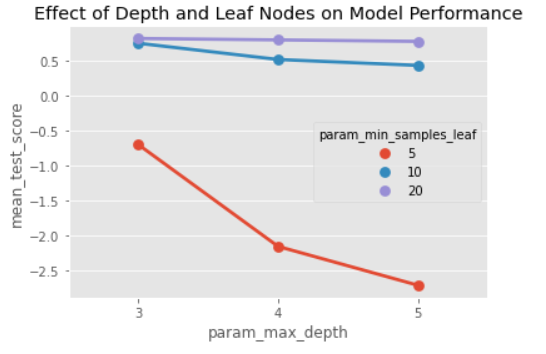 Effect of Depth and Leaf Nodes on Model Performance
0.5
0.0
−0.5
−1.0
−1.5
−2.0
−2.5
mean_test_score
param_min_samples_leaf
5
10
20
3 4 5
param_max_depth